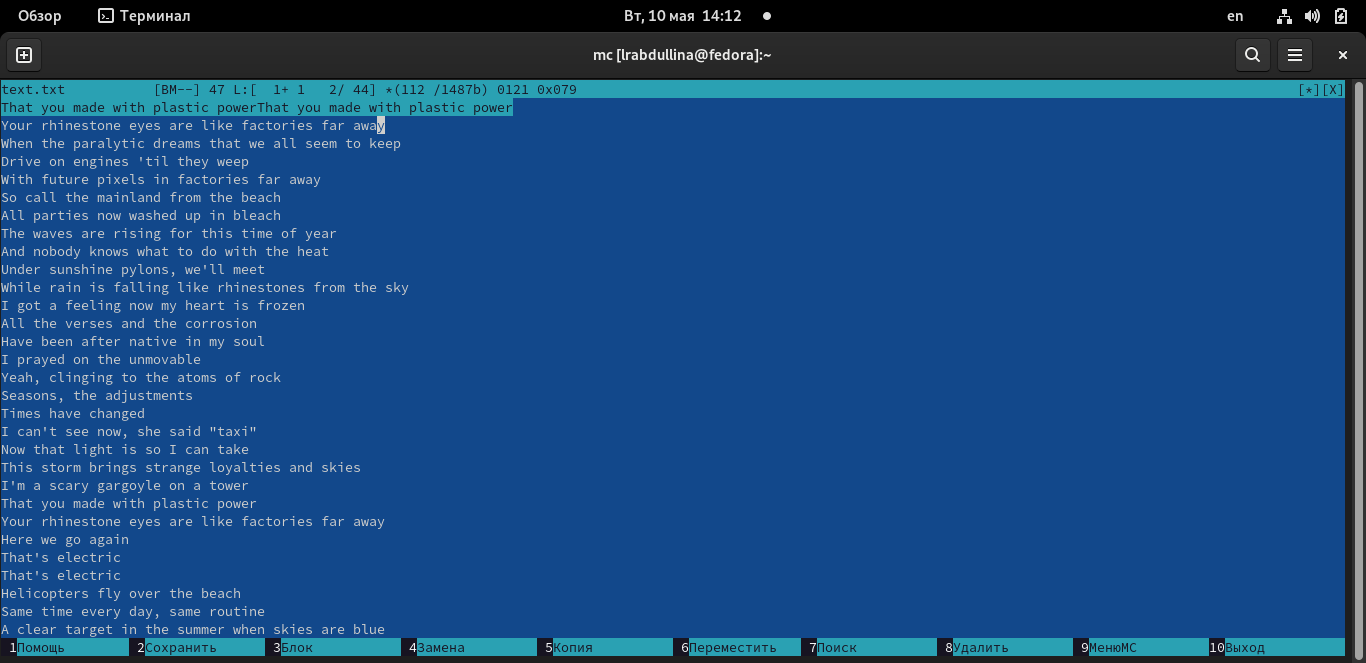 Обзор Терминал Вт, 10 мая 14:12 en
mc [lrabdullina@fedora]:~
text.txt [BM--] 47 L:[ 1+ 1 2/ 44] *(112 /1487b) 0121 0x079 [*][X]
That you made with plastic powerThat you made with plastic power
Your rhinestone eyes are like factories far away
When the paralytic dreams that we all seem to keep
Drive on engines 'til they weep
With future pixels in factories far away
So call the mainland from the beach
All parties now washed up in bleach
The waves are rising for this time of year
And nobody knows what to do with the heat
Under sunshine pylons, we'll meet
While rain is falling like rhinestones from the sky
I got a feeling now my heart is frozen
All the verses and the corrosion
Have been after native in my soul
I prayed on the unmovable
Yeah, clinging to the atoms of rock
Seasons, the adjustments
Times have changed
I can't see now, she said "taxi"
Now that light is so I can take
This storm brings strange loyalties and skies
I'm a scary gargoyle on a tower
That you made with plastic power
Your rhinestone eyes are like factories far away
Here we go again
That's electric
That's electric
Helicopters fly over the beach
Same time every day, same routine
A clear target in the summer when skies are blue
1Помощь 2Сохранить 3Блок 4Замена 5Копия 6Переместить 7Поиск 8Удалить 9МенюMC 10Выход